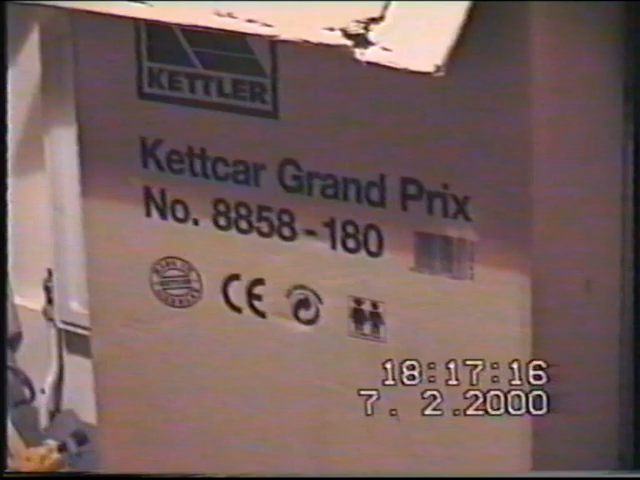 KETTLER
Kettcar Grand Prix
No. 8858-180
CE
18:17:16
7. 2.2000